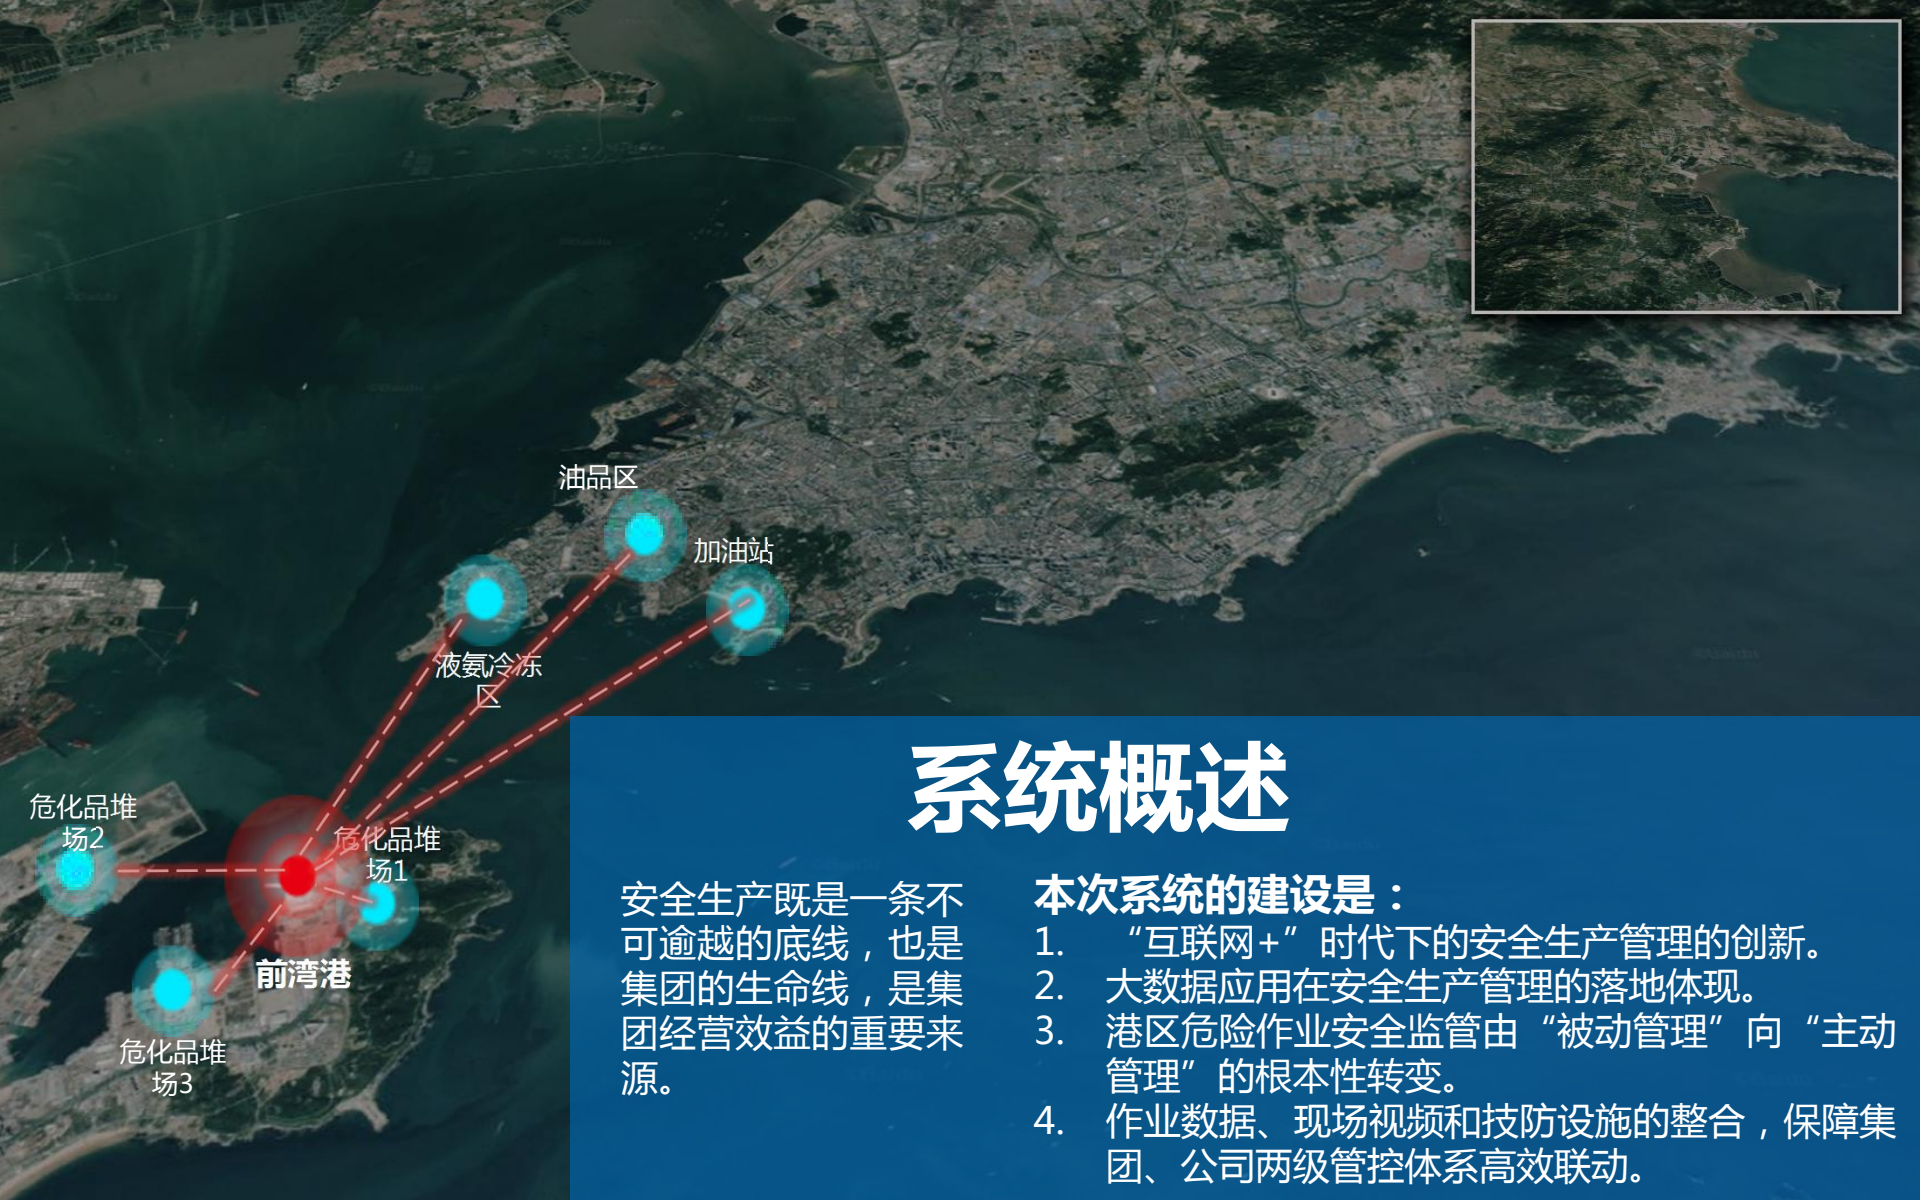 油品区
加油站
液氨冷冻
区
危化品堆
场2
危化品堆
场1
前湾港
危化品堆
场3
系统概述
安全生产既是一条不
可逾越的底线，也是
集团的生命线，是集
团经营效益的重要来
源。
本次系统的建设是：
1. “互联网+”时代下的安全生产管理的创新。
2. 大数据应用在安全生产管理的落地体现。
3. 港区危险作业安全监管由“被动管理”向“主动
管理”的根本性转变。
4. 作业数据、现场视频和技防设施的整合，保障集
团、公司两级管控体系高效联动。